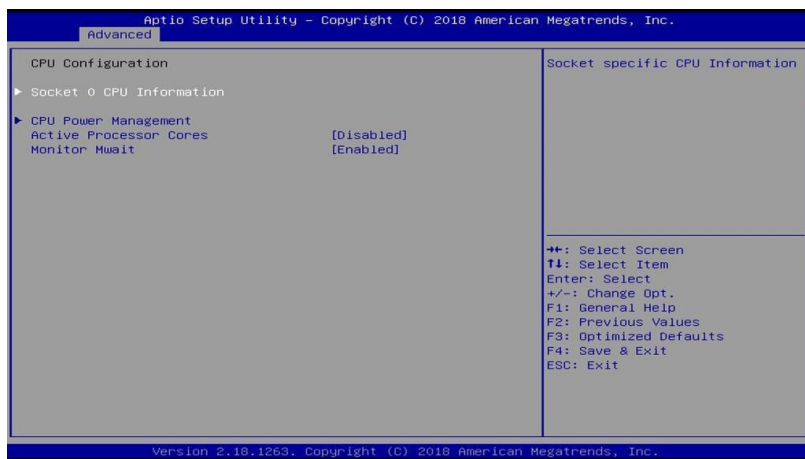 Aptio Setup Utility – Copyright (C) 2018 American Megatrends, Inc.
Advanced
CPU Configuration
Socket 0 CPU Information
CPU Power Management
Active Processor Cores [Disabled]
Monitor Mwait [Enabled]
Socket specific CPU Information
→←: Select Screen
↑↓: Select Item
Enter: Select
+/-: Change Opt.
F1: General Help
F2: Previous Values
F3: Optimized Defaults
F4: Save & Exit
ESC: Exit
Version 2.18.1263. Copyright (C) 2018 American Megatrends, Inc.